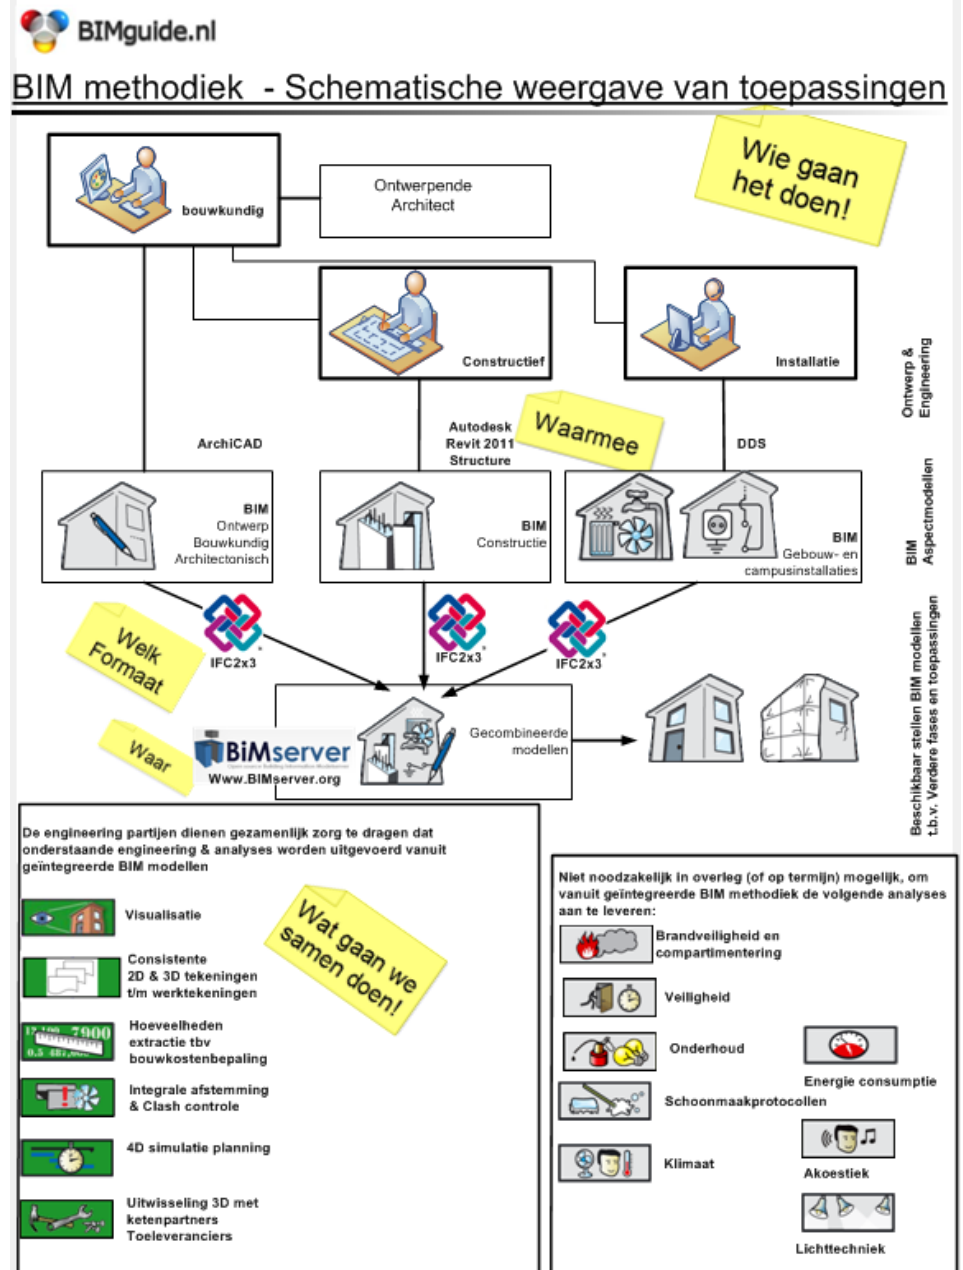 BIMguide.nl
BIM methodiek - Schematische weergave van toepassingen
Wie gaan
het doen!
bouwkundig
Ontwerpende
Architect
Constructief
Installatie
Ontwerp &
Engineering
ArchiCAD
Autodesk
Revit 2011
Structure
Waarmee
DDS
BIM
Ontwerp
Bouwkundig
Architectonisch
BIM
Constructie
BIM
Gebouw- en
campusinstallaties
BIM
Aspectmodellen
IFC2x3
IFC2x3
IFC2x3
Welk
Formaat
Waar
BiMserver
Www.BIMserver.org
Gecombineerde
modellen
Beschikbaar stellen BIM modellen
t.b.v. Verdere fases en toepassingen
De engineering partijen dienen gezamenlijk zorg te dragen dat
onderstaande engineering & analyses worden uitgevoerd vanuit
geïntegreerde BIM modellen
Wat gaan we
samen doen!
Visualisatie
Consistente
2D & 3D tekeningen
t/m werktekeningen
7900
Hoeveelheden
extractie tbv
bouwkostenbepaling
Integrale afstemming
& Clash controle
4D simulatie planning
Uitwisseling 3D met
ketenpartners
Toeleveranciers
Niet noodzakelijk in overleg (of op termijn) mogelijk, om
vanuit geïntegreerde BIM methodiek de volgende analyses
aan te leveren:
Brandveiligheid en
compartimentering
Veiligheid
Onderhoud
Energie consumptie
Schoonmaakprotocollen
Akoestiek
Klimaat
Lichttechniek